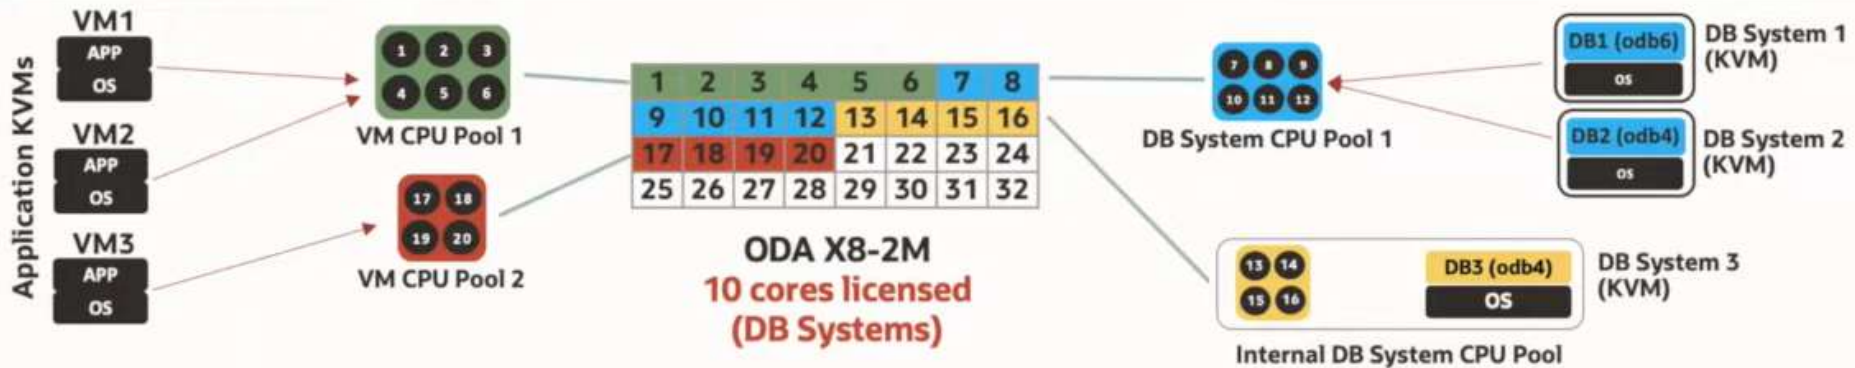 Application KVMs
VM1
APP
OS
VM2
APP
OS
VM3
APP
OS
1 2 3
4 5 6
VM CPU Pool 1
17 18
19 20
VM CPU Pool 2
1 2 3 4 5 6 7 8
9 10 11 12 13 14 15 16
17 18 19 20 21 22 23 24
25 26 27 28 29 30 31 32
ODA X8-2M
10 cores licensed
(DB Systems)
7 8 9
10 11 12
DB System CPU Pool 1
DB1 (odb6)
OS
DB System 1
(KVM)
DB2 (odb4)
OS
DB System 2
(KVM)
13 14
15 16
DB3 (odb4)
OS
DB System 3
(KVM)
Internal DB System CPU Pool